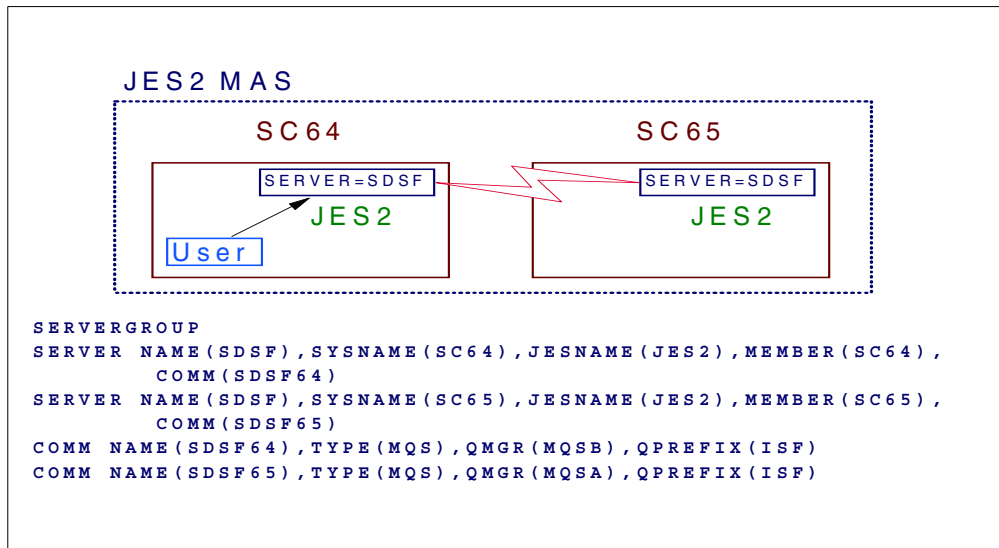 JES2 MAS
SC64
SC65
SERVER=SDSF
SERVER=SDSF
JES2
JES2
User
SERVERGROUP
SERVER NAME(SDSF),SYSNAME(SC64),JESNAME(JES2),MEMBER(SC64),
COMM(SDSF64)
SERVER NAME(SDSF),SYSNAME(SC65),JESNAME(JES2),MEMBER(SC65),
COMM(SDSF65)
COMM NAME(SDSF64),TYPE(MQS),QMGR(MQSB),QPREFIX(ISF)
COMM NAME(SDSF65),TYPE(MQS),QMGR(MQSA),QPREFIX(ISF)